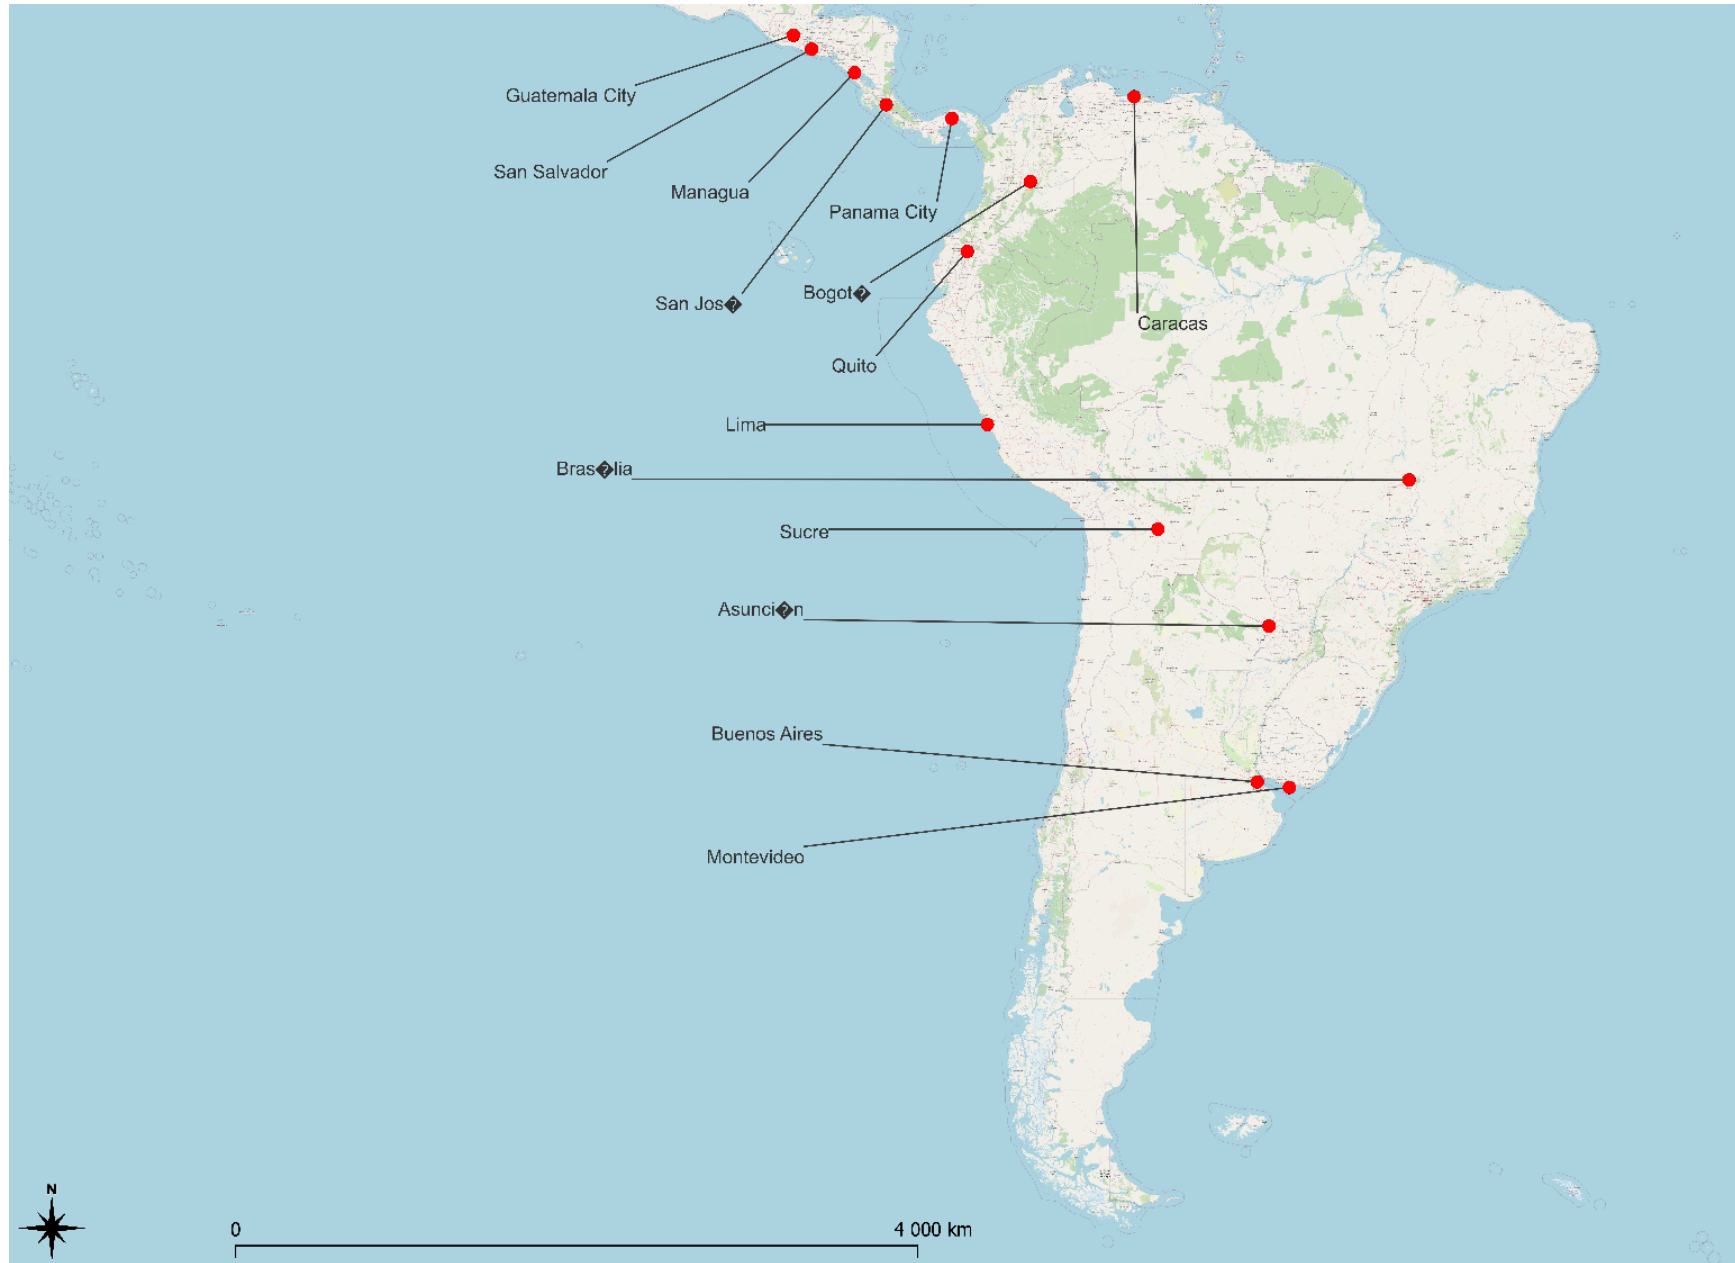 Guatemala City
San Salvador
Managua
Panama City
San Jos�
Bogot�
Caracas
Quito
Lima
Bras�lia
Sucre
Asunci�n
Buenos Aires
Montevideo
N
0
4 000 km